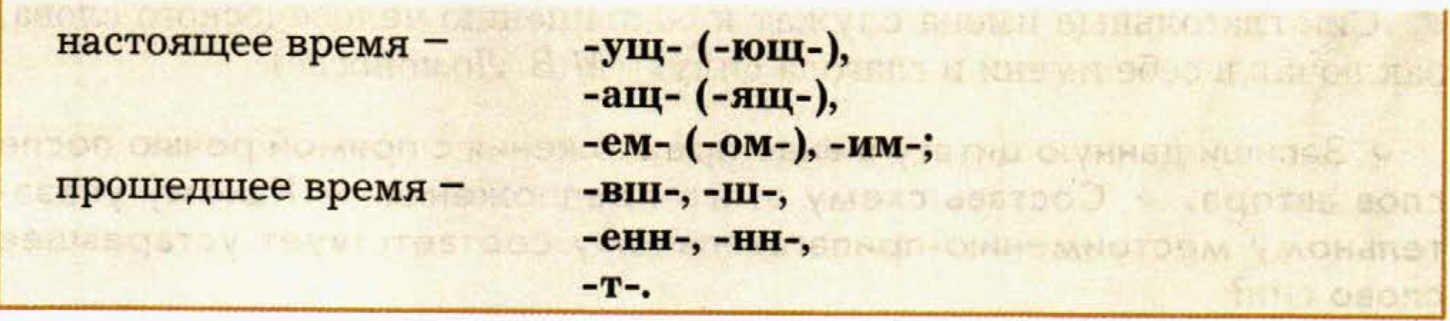 настоящее время – -ущ- (-ющ-),
-ащ- (-ящ-),
-ем- (-ом-), -им-;
прошедшее время – -вш-, -ш-,
-енн-, -нн-,
-т-.